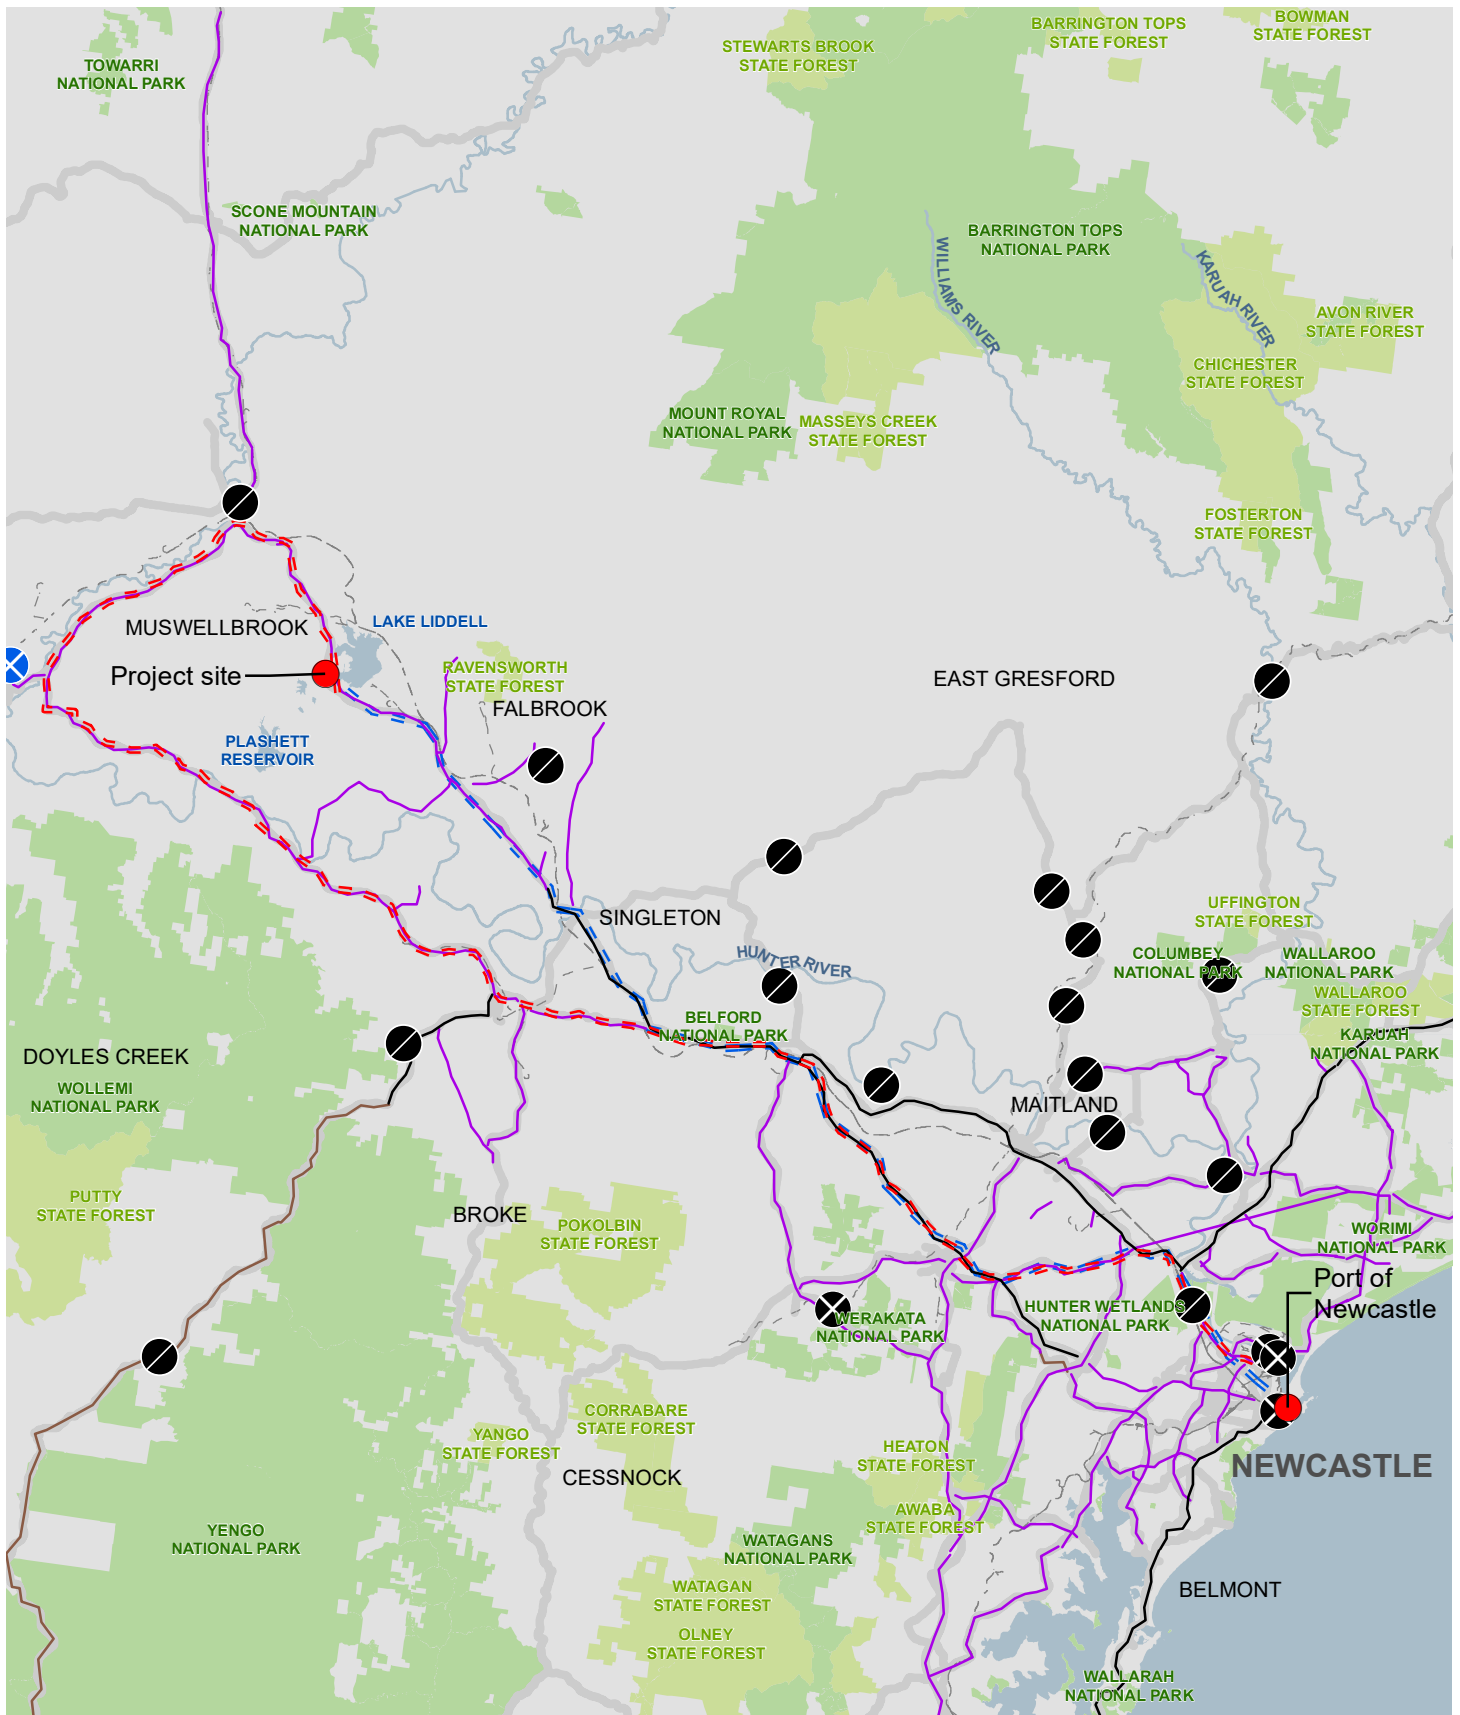 BARRINGTON TOPS
STATE FOREST
BOWMAN
STATE FOREST
STEWARTS BROOK
STATE FOREST
TOWARRI
NATIONAL PARK
SCONE MOUNTAIN
NATIONAL PARK
BARRINGTON TOPS
NATIONAL PARK
WILLIAMS RIVER
KARUAH RIVER
AVON RIVER
STATE FOREST
CHICHESTER
STATE FOREST
MOUNT ROYAL
NATIONAL PARK
MASSEYS CREEK
STATE FOREST
FOSTERTON
STATE FOREST
MUSWELLBROOK
LAKE LIDDELL
Project site
RAVENSWORTH
STATE FOREST
FALBROOK
EAST GRESFORD
PLASHETT
RESERVOIR
SINGLETON
UFFINGTON
STATE FOREST
HUNTER RIVER
COLUMBEY
NATIONAL PARK
WALLAROO
NATIONAL PARK
WALLAROO
STATE FOREST
BELFORD
NATIONAL PARK
KARUAH
NATIONAL PARK
DOYLES CREEK
WOLLEMI
NATIONAL PARK
MAITLAND
PUTTY
STATE FOREST
BROKE
POKOLBIN
STATE FOREST
WORIMI
NATIONAL PARK
Port of
Newcastle
HUNTER WETLANDS
NATIONAL PARK
WERAKATA
NATIONAL PARK
CORRABARE
STATE FOREST
YANGO
STATE FOREST
HEATON
STATE FOREST
CESSNOCK
NEWCASTLE
AWABA
STATE FOREST
YENGO
NATIONAL PARK
WATAGANS
NATIONAL PARK
WATAGAN
STATE FOREST
BELMONT
OLNEY
STATE FOREST
WALLARAH
NATIONAL PARK